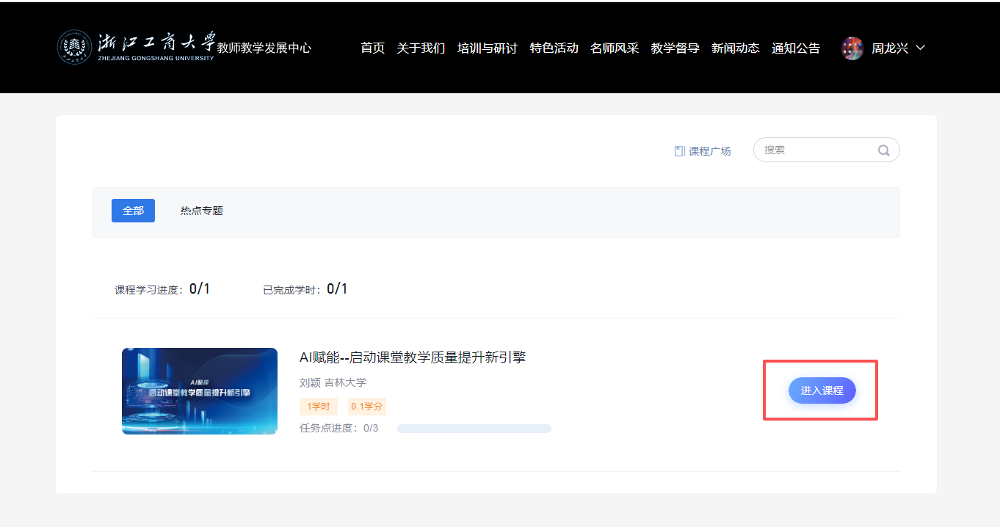 浙江工商大学
ZHEJIANG GONGSHANG UNIVERSITY
教师教学发展中心
首页 关于我们 培训与研讨 特色活动 名师风采 教学督导 新闻动态 通知公告 周龙兴
课程广场 搜索
全部 热点专题
课程学习进度：0/1 已完成学时：0/1
AI赋能
启动课堂教学质量提升新引擎
AI赋能--启动课堂教学质量提升新引擎
刘颖 吉林大学
1学时 0.1学分
任务点进度：0/3
进入课程